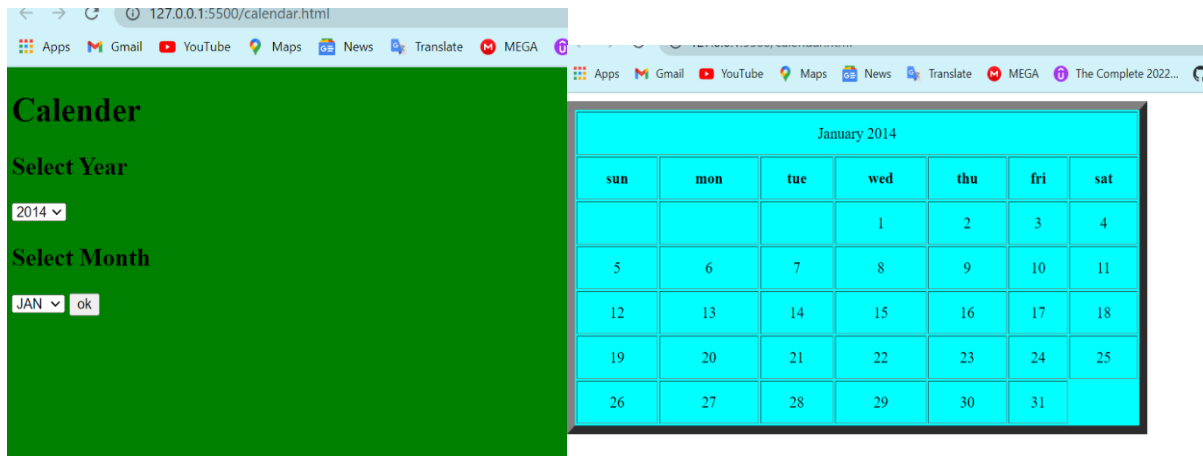 127.0.0.1:5500/calendar.html
Apps Gmail YouTube Maps News Translate MEGA
Calender
Select Year
2014
Select Month
JAN ok
Apps Gmail YouTube Maps News Translate MEGA The Complete 2022...
January 2014
sun mon tue wed thu fri sat
1 2 3 4
5 6 7 8 9 10 11
12 13 14 15 16 17 18
19 20 21 22 23 24 25
26 27 28 29 30 31